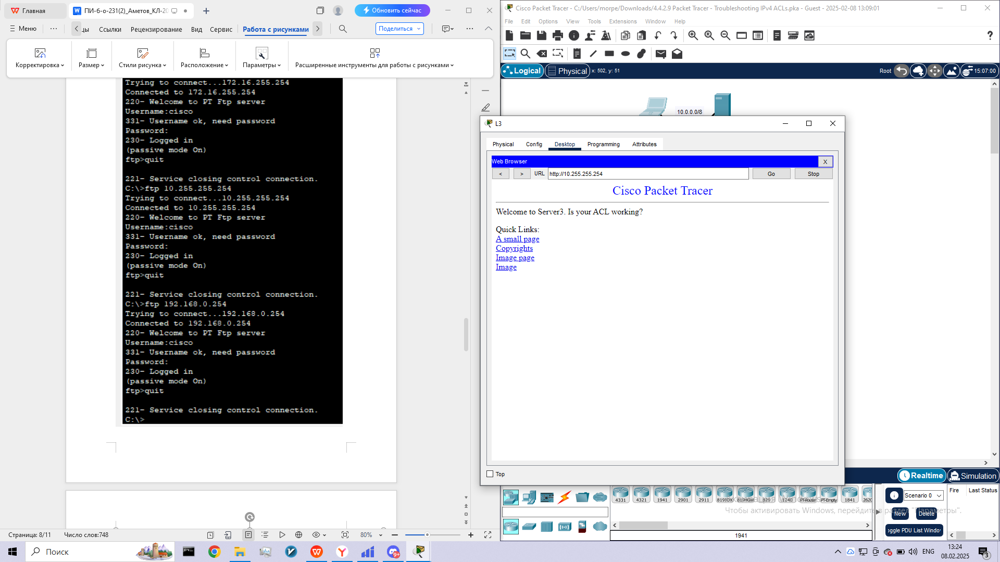 Главная
ПИ-6-о-231(2)_Аметов_КЛ-20
Обновить сейчас
Меню
цы
Ссылки
Рецензирование
Вид
Сервис
Работа с рисунками
Поделиться
Корректировка
Размер
Стили рисунка
Расположение
Параметры
Расширенные инструменты для работы с рисунками
Trying to connect...172.16.255.254
Connected to 172.16.255.254
220- Welcome to PT Ftp server
Username:cisco
331- Username ok, need password
Password:
230- Logged in
(passive mode On)
ftp>quit
221- Service closing control connection.
C:\>ftp 10.255.255.254
Trying to connect...10.255.255.254
Connected to 10.255.255.254
220- Welcome to PT Ftp server
Username:cisco
331- Username ok, need password
Password:
230- Logged in
(passive mode On)
ftp>quit
221- Service closing control connection.
C:\>ftp 192.168.0.254
Trying to connect...192.168.0.254
Connected to 192.168.0.254
220- Welcome to PT Ftp server
Username:cisco
331- Username ok, need password
Password:
230- Logged in
(passive mode On)
ftp>quit
221- Service closing control connection.
C:\>
Страница: 8/11
Число слов:748
80%
Cisco Packet Tracer - C:/Users/morpe/Downloads/4.4.2.9 Packet Tracer - Troubleshooting IPv4 ACLs.pka - Guest - 2025-02-08 13:09:01
File Edit Options View Tools Extensions Window Help
Logical
Physical
x: 502, y: 51
Root
15:07:00
10.0.0.0/8
L3
Physical
Config
Desktop
Programming
Attributes
Web Browser
X
<
>
URL
http://10.255.255.254
Go
Stop
Cisco Packet Tracer
Welcome to Server3. Is your ACL working?
Quick Links:
A small page
Copyrights
Image page
Image
Top
Realtime
Simulation
4331
4321
1941
2901
2911
819IOX
819HGW
829
1240
PT-Router
PT-Empty
1841
2620
Scenario 0
Fire
Last Status
New
Delete
oggle PDU List Windo
Чтобы активировать Windows, перейдите в раздел "Параметры".
1941
Поиск
9+
ENG
13:24
08.02.2025
3